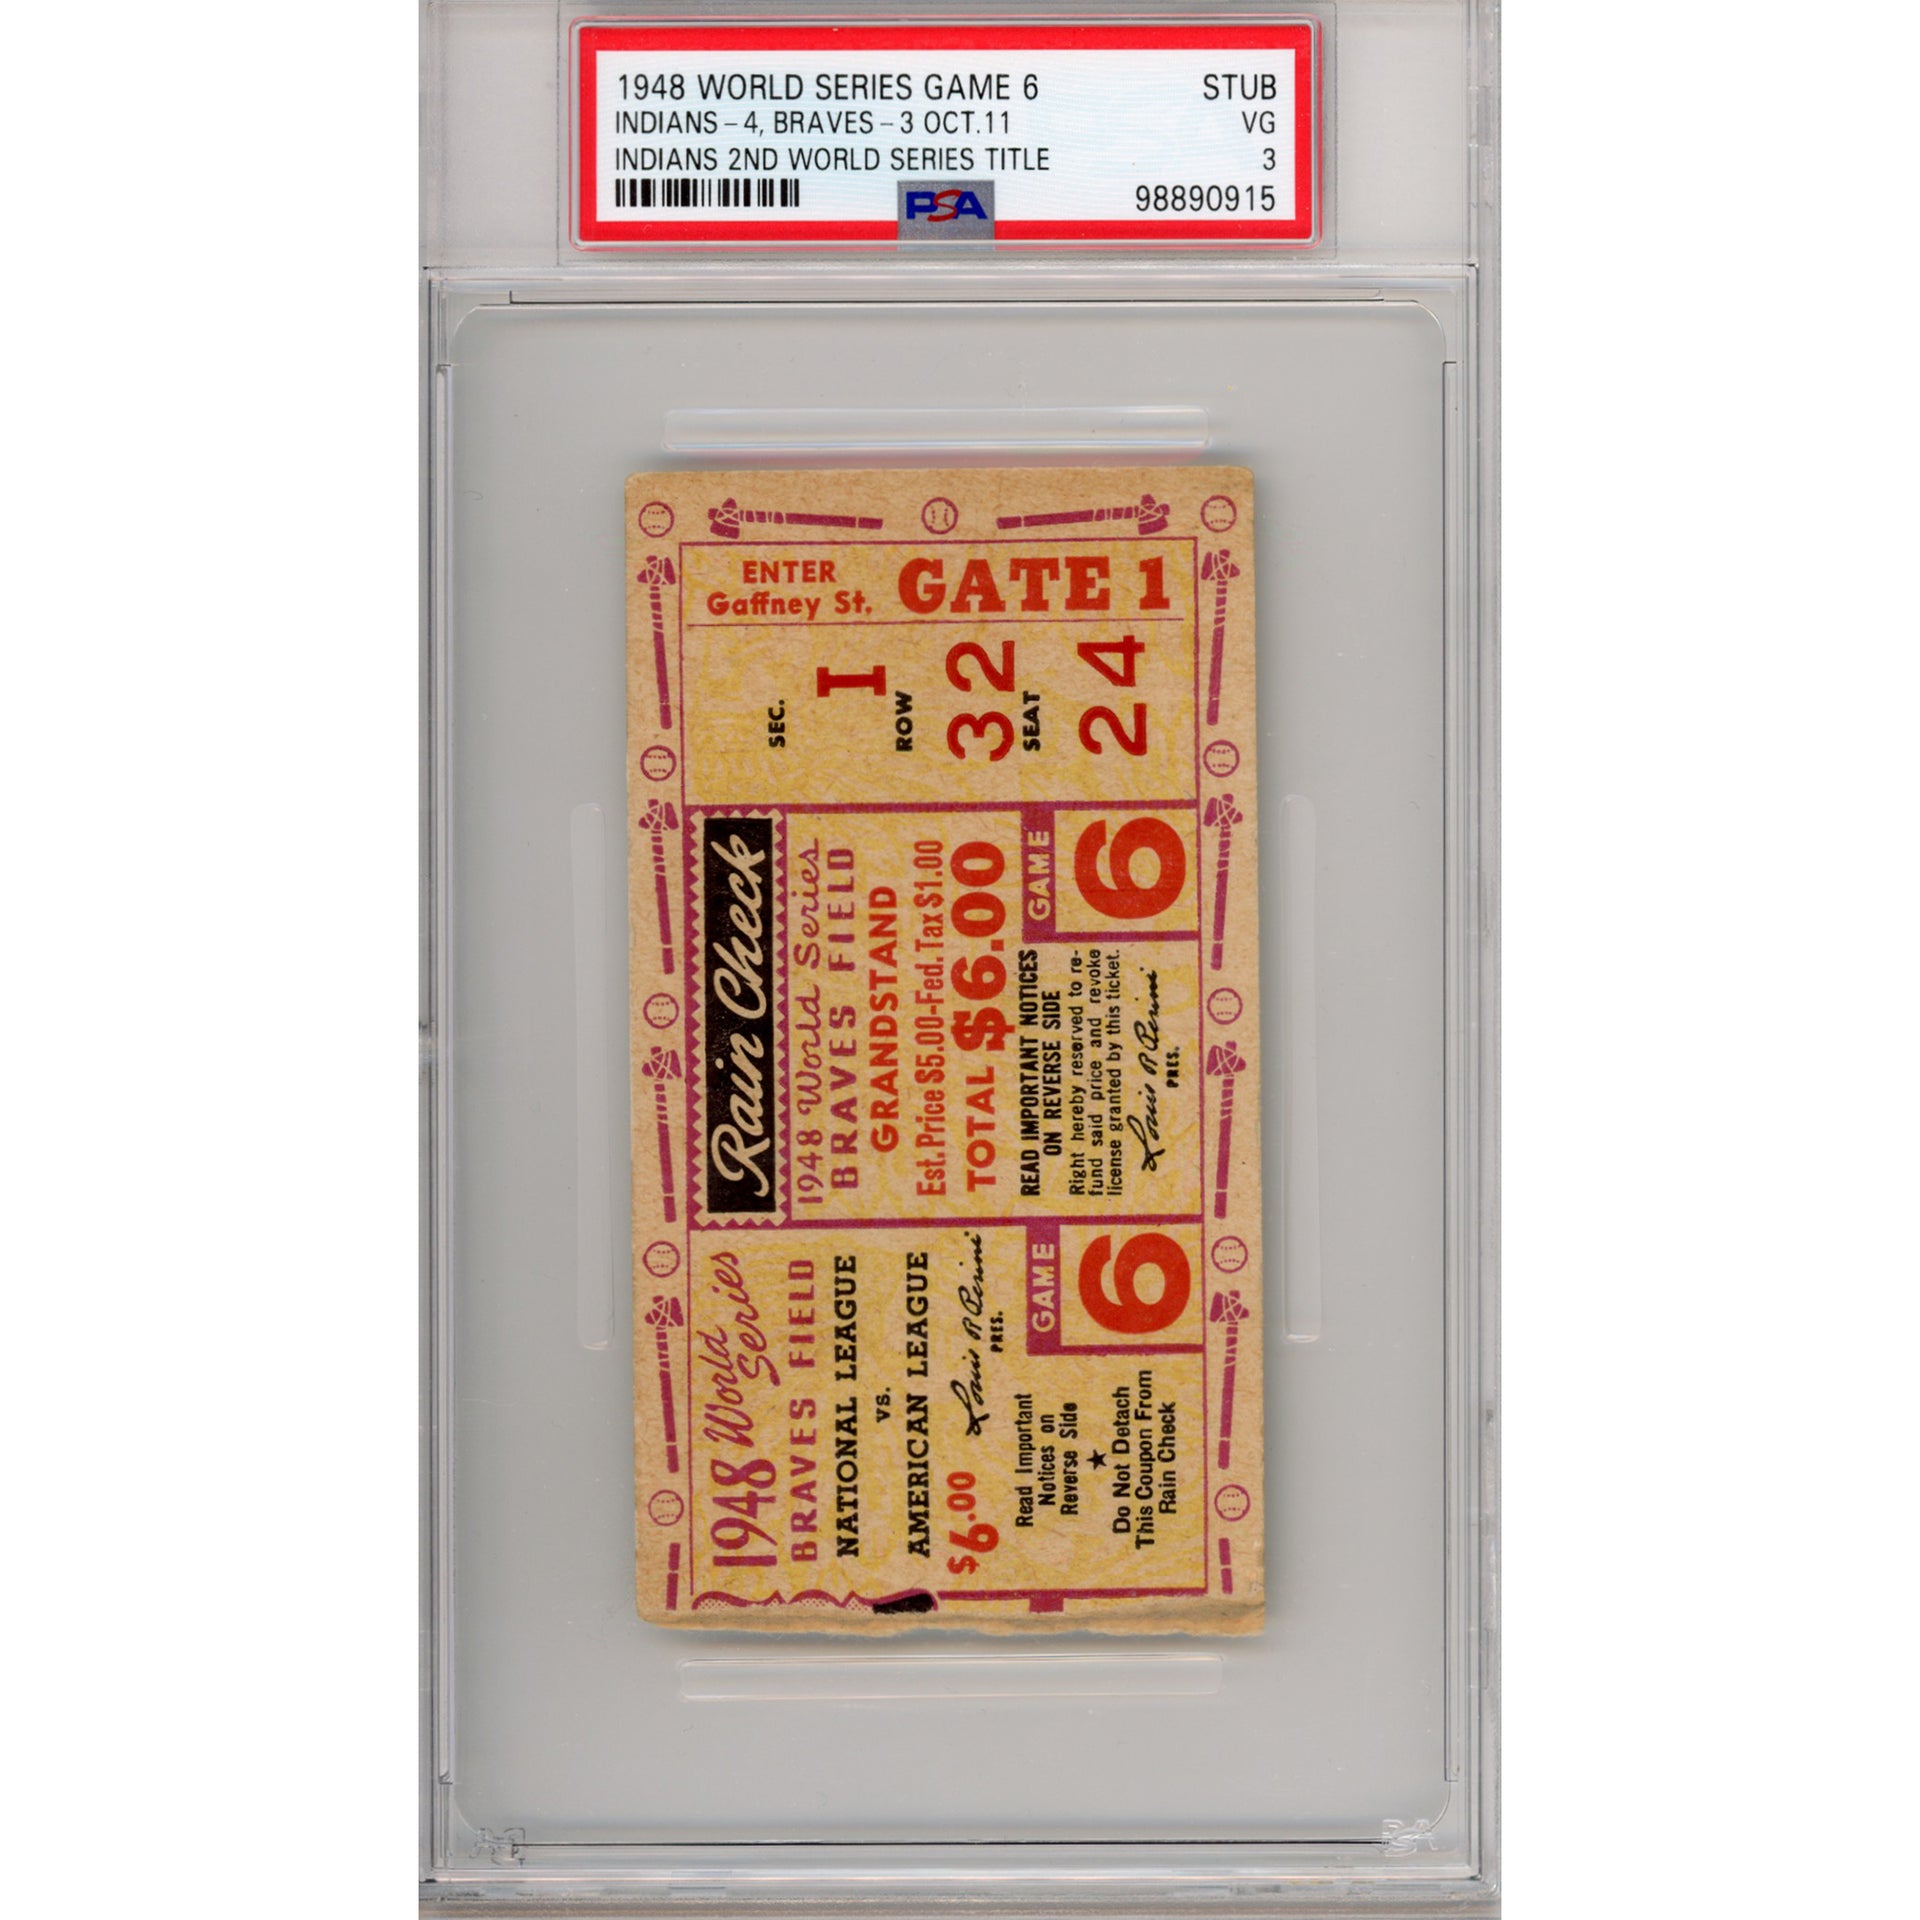 1948 WORLD SERIES GAME 6
INDIANS - 4, BRAVES - 3 OCT.11
INDIANS 2ND WORLD SERIES TITLE
STUB
VG
3
98890915
PSA
ENTER
Gaffney St.
GATE 1
SEC.
I
ROW
32
SEAT
24
Rain Check
1948 World Series
BRAVES FIELD
GRANDSTAND
Est. Price $5.00-Fed. Tax $1.00
TOTAL $6.00
READ IMPORTANT NOTICES
ON REVERSE SIDE
Right hereby reserved to re-
fund said price and revoke
license granted by this ticket.
Louis R Perini
PRES.
GAME
6
1948 World
Series
BRAVES FIELD
NATIONAL LEAGUE
vs.
AMERICAN LEAGUE
$6.00
Louis R Perini
PRES.
Read Important
Notices on
Reverse Side
★
Do Not Detach
This Coupon From
Rain Check
GAME
6
PSA